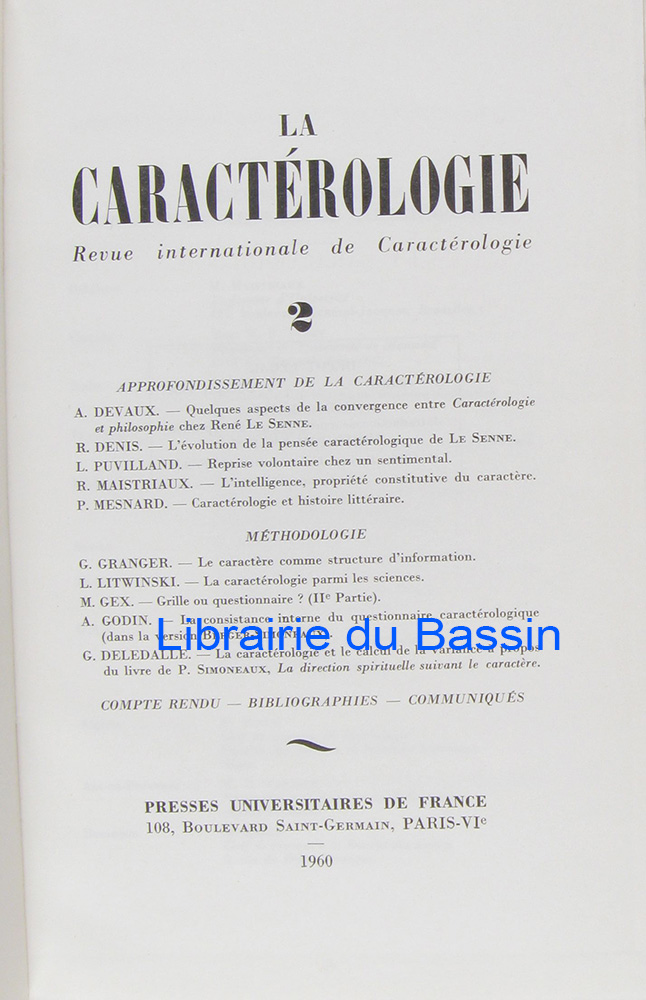 LA
CARACTÉROLOGIE
Revue internationale de Caractérologie
2
APPROFONDISSEMENT DE LA CARACTÉROLOGIE
A. DEVAUX. — Quelques aspects de la convergence entre Caractérologie
et philosophie chez René LE SENNE.
R. DENIS. — L'évolution de la pensée caractérologique de LE SENNE.
L. PUVILLAND. — Reprise volontaire chez un sentimental.
R. MAISTRIAUX. — L'intelligence, propriété constitutive du caractère.
P. MESNARD. — Caractérologie et histoire littéraire.
MÉTHODOLOGIE
G. GRANGER. — Le caractère comme structure d'information.
L. LITWINSKI. — La caractérologie parmi les sciences.
M. GEX. — Grille ou questionnaire ? (IIe Partie).
A. GODIN. — La consistance interne du questionnaire caractérologique
(dans la version BERGER-SIMONEAUX).
Librairie du Bassin
G. DELEDALLE. — La caractérologie et le calcul de la variance à propos
du livre de P. SIMONEAUX, La direction spirituelle suivant le caractère.
COMPTE RENDU — BIBLIOGRAPHIES — COMMUNIQUÉS
PRESSES UNIVERSITAIRES DE FRANCE
108, BOULEVARD SAINT-GERMAIN, PARIS-VIe
1960